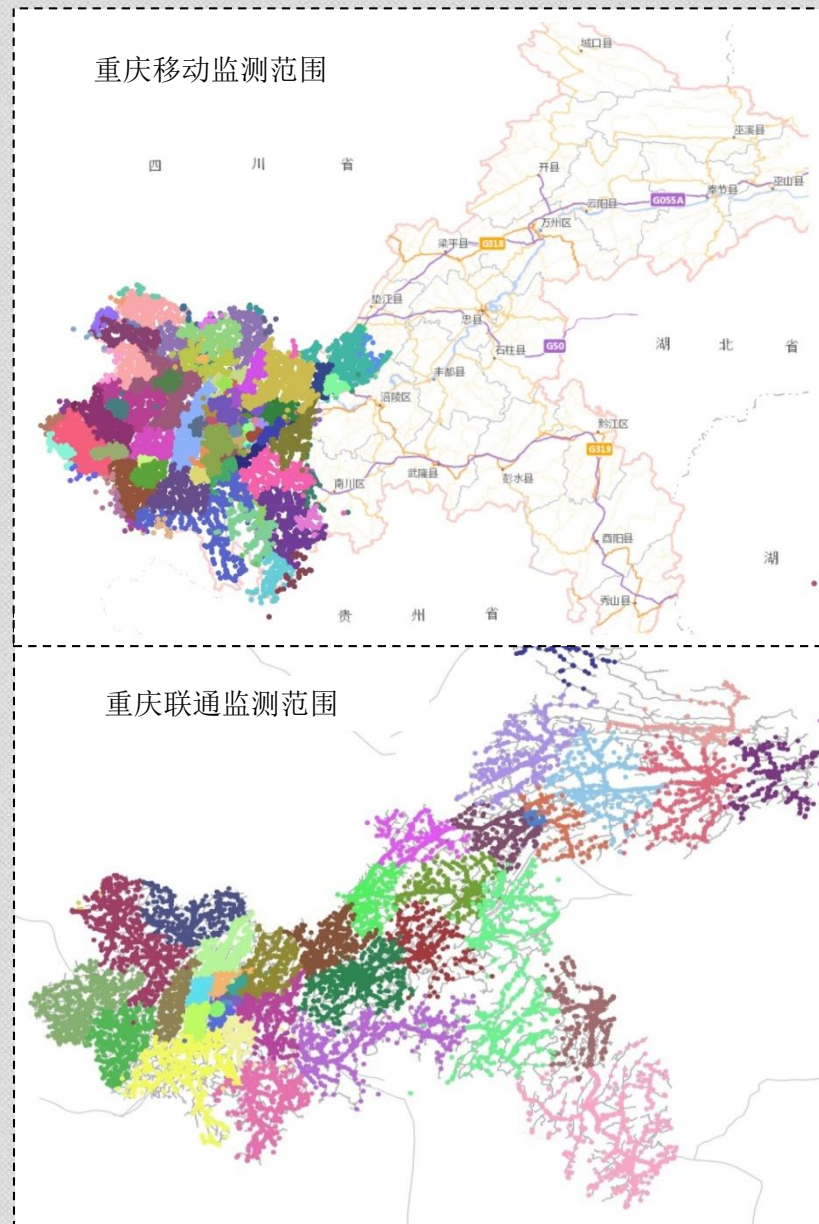 重庆移动监测范围
城口县
巫溪县
四 川 省
开县
巫山县
奉节县
G055A
云阳县
万州区
梁平县
G318
垫江县
忠县
G50
湖 北 省
石柱县
丰都县
涪陵区
黔江区
G319
武隆县
彭水县
南川区
酉阳县
湖
秀山县
贵 州 省
重庆联通监测范围